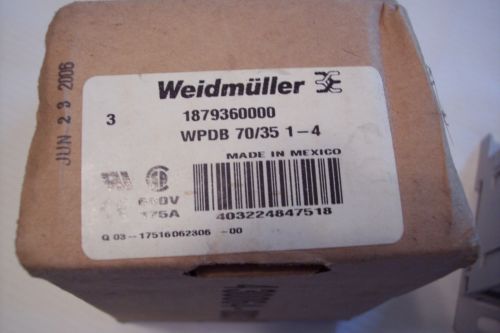 JUN 23 2006
Weidmüller
3 1879360000
WPDB 70/35 1-4
MADE IN MEXICO
600V
175A
403224847518
Q 03-17516062306 -00